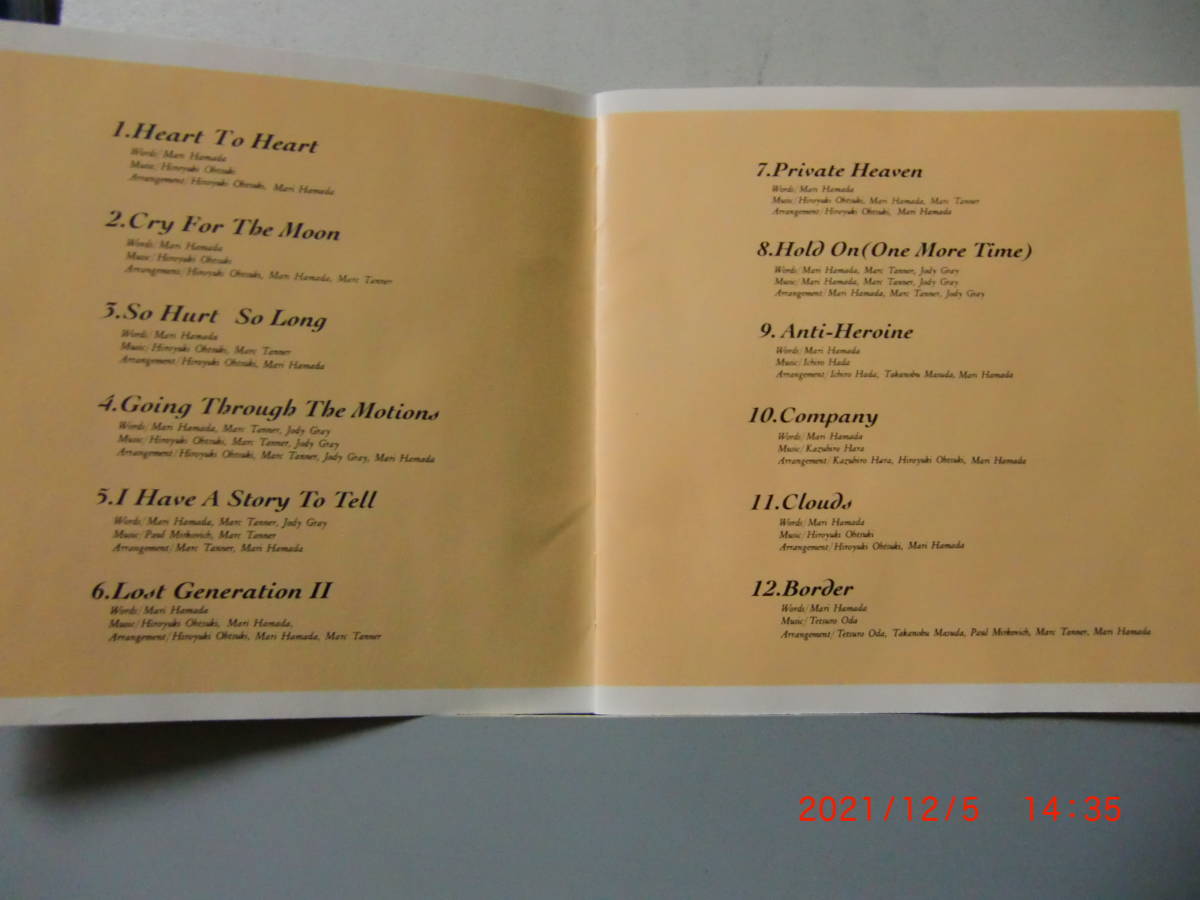 1.Heart To Heart
Words/Mari Hamada
Music/Hiroyuki Ohtsuki
Arrangement/Hiroyuki Ohtsuki, Mari Hamada
2.Cry For The Moon
Words/Mari Hamada
Music/Hiroyuki Ohtsuki
Arrangement/Hiroyuki Ohtsuki, Mari Hamada, Marc Tanner
3.So Hurt So Long
Words/Mari Hamada
Music/Hiroyuki Ohtsuki, Marc Tanner
Arrangement/Hiroyuki Ohtsuki, Mari Hamada
4.Going Through The Motions
Words/Mari Hamada, Marc Tanner, Jody Gray
Music/Hiroyuki Ohtsuki, Marc Tanner, Jody Gray
Arrangement/Hiroyuki Ohtsuki, Marc Tanner, Jody Gray, Mari Hamada
5.I Have A Story To Tell
Words/Mari Hamada, Marc Tanner, Jody Gray
Music/Paul Mirkovich, Marc Tanner
Arrangement/Marc Tanner, Mari Hamada
6.Lost Generation II
Words/Mari Hamada
Music/Hiroyuki Ohtsuki, Mari Hamada,
Arrangement/Hiroyuki Ohtsuki, Mari Hamada, Marc Tanner
7.Private Heaven
Words/Mari Hamada
Music/Hiroyuki Ohtsuki, Mari Hamada, Marc Tanner
Arrangement/Hiroyuki Ohtsuki, Mari Hamada
8.Hold On(One More Time)
Words/Mari Hamada, Marc Tanner, Jody Gray
Music/Mari Hamada, Marc Tanner, Jody Gray
Arrangement/Mari Hamada, Marc Tanner, Jody Gray
9. Anti-Heroine
Words/Mari Hamada
Music/Ichiro Hada
Arrangement/Ichiro Hada, Takanobu Masuda, Mari Hamada
10.Company
Words/Mari Hamada
Music/Kazuhiro Hara
Arrangement/Kazuhiro Hara, Hiroyuki Ohtsuki, Mari Hamada
11.Clouds
Words/Mari Hamada
Music/Hiroyuki Ohtsuki
Arrangement/Hiroyuki Ohtsuki, Mari Hamada
12.Border
Words/Mari Hamada
Music/Tetsuro Oda
Arrangement/Tetsuro Oda, Takanobu Masuda, Paul Mirkovich, Marc Tanner, Mari Hamada
2021/12/5 14:35